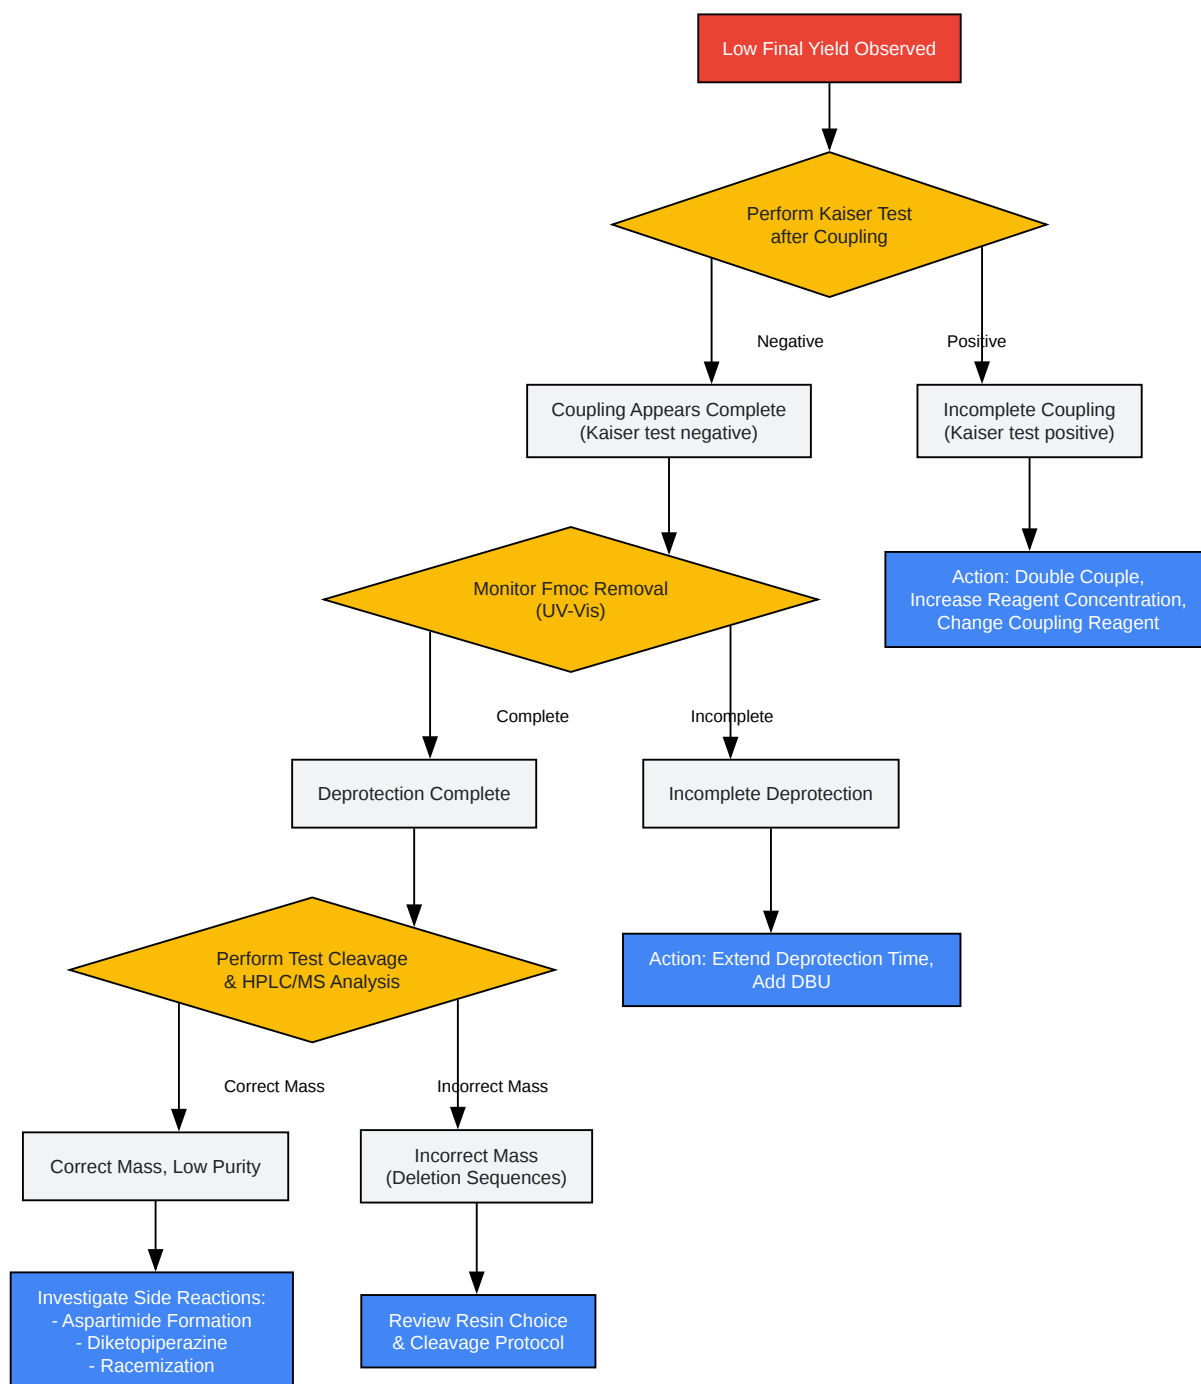 Low Final Yield Observed
Perform Kaiser Test
after Coupling
Negative
Positive
Coupling Appears Complete
(Kaiser test negative)
Incomplete Coupling
(Kaiser test positive)
Monitor Fmoc Removal
(UV-Vis)
Action: Double Couple,
Increase Reagent Concentration,
Change Coupling Reagent
Complete
Incomplete
Deprotection Complete
Incomplete Deprotection
Perform Test Cleavage
& HPLC/MS Analysis
Action: Extend Deprotection Time,
Add DBU
Correct Mass
Incorrect Mass
Correct Mass, Low Purity
Incorrect Mass
(Deletion Sequences)
Investigate Side Reactions:
- Aspartimide Formation
- Diketopiperazine
- Racemization
Review Resin Choice
& Cleavage Protocol